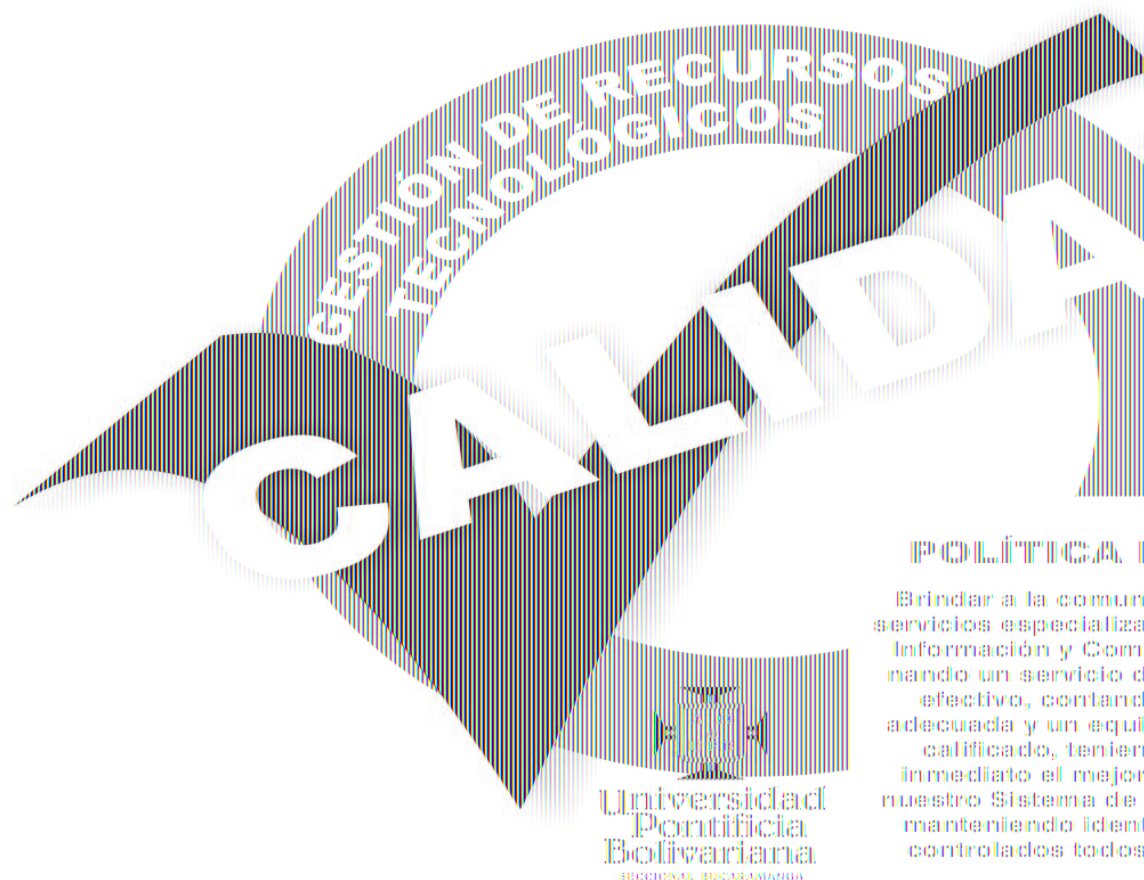 GESTIÓN DE RECURSOS
TECNOLOGICOS
CALIDA
POLÍTICA
Brindar a la comun
servicios especializa
Información y Com
nando un servicio d
efectivo, contand
adecuada y un equi
calificado, tenien
inmediato el mejor
nuestro Sistema de
manteniendo ident
controlados todos
Universidad
Pontificia
Bolivariana
SECCIONAL BUCARAMANGA